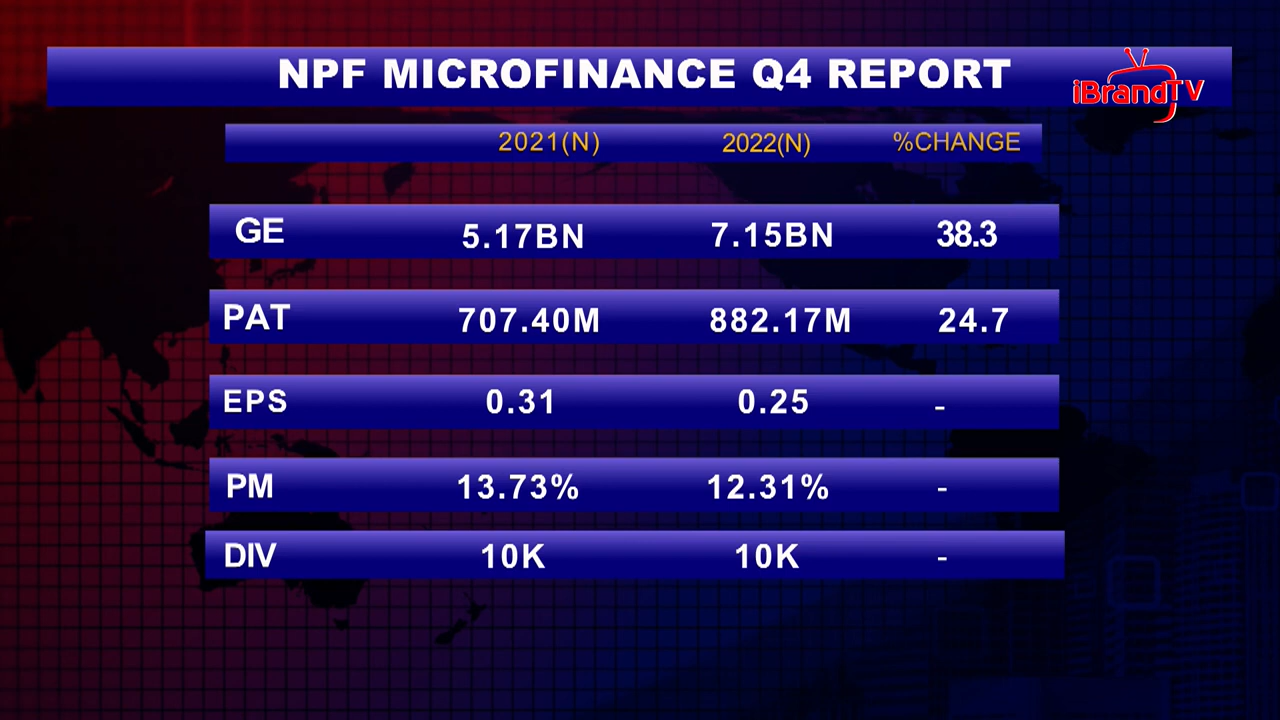 NPF MICROFINANCE Q4 REPORT
iBrandTV
2021(N) 2022(N) %CHANGE
GE 5.17BN 7.15BN 38.3
PAT 707.40M 882.17M 24.7
EPS 0.31 0.25 -
PM 13.73% 12.31% -
DIV 10K 10K -